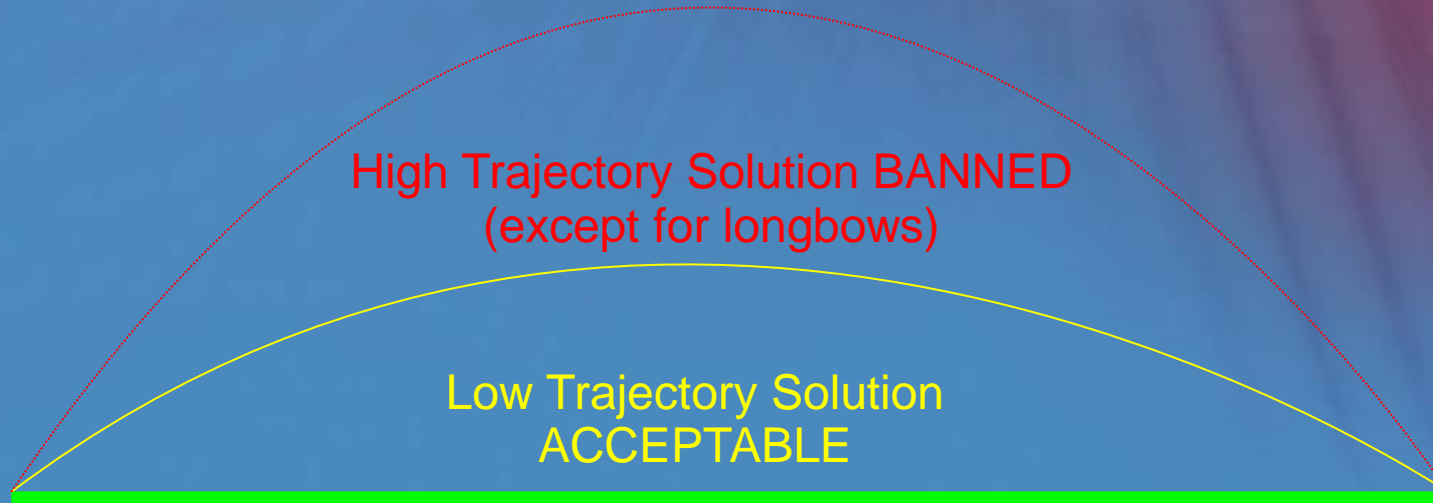 High Trajectory Solution BANNED
(except for longbows)
Low Trajectory Solution
ACCEPTABLE